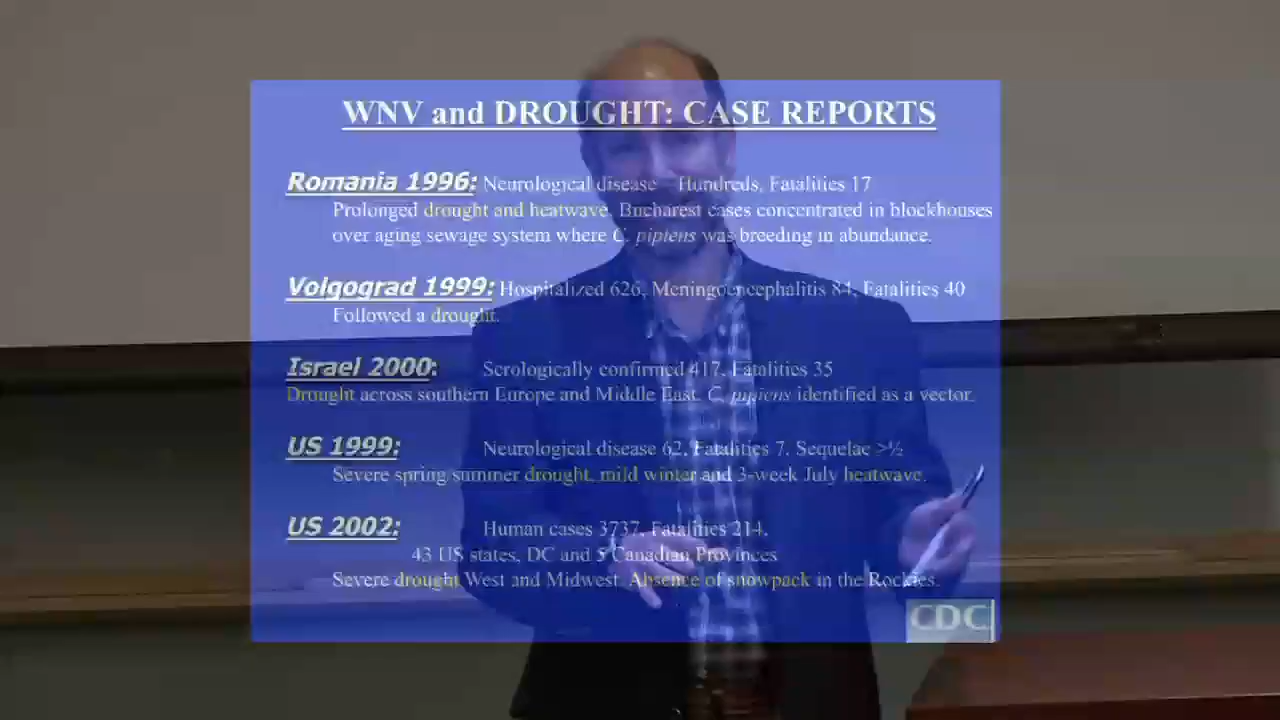 WNV and DROUGHT: CASE REPORTS
Romania 1996: Neurological disease – Hundreds, Fatalities 17
Prolonged drought and heatwave. Bucharest cases concentrated in blockhouses
over aging sewage system where C. pipiens was breeding in abundance.
Volgograd 1999: Hospitalized 626, Meningoencephalitis 84, Fatalities 40
Followed a drought.
Israel 2000: Serologically confirmed 417, Fatalities 35
Drought across southern Europe and Middle East. C. pipiens identified as a vector.
US 1999: Neurological disease 62, Fatalities 7, Sequelae >½
Severe spring/summer drought, mild winter and 3-week July heatwave.
US 2002: Human cases 3737, Fatalities 214,
43 US states, DC and 5 Canadian Provinces
Severe drought West and Midwest. Absence of snowpack in the Rockies.
CDC